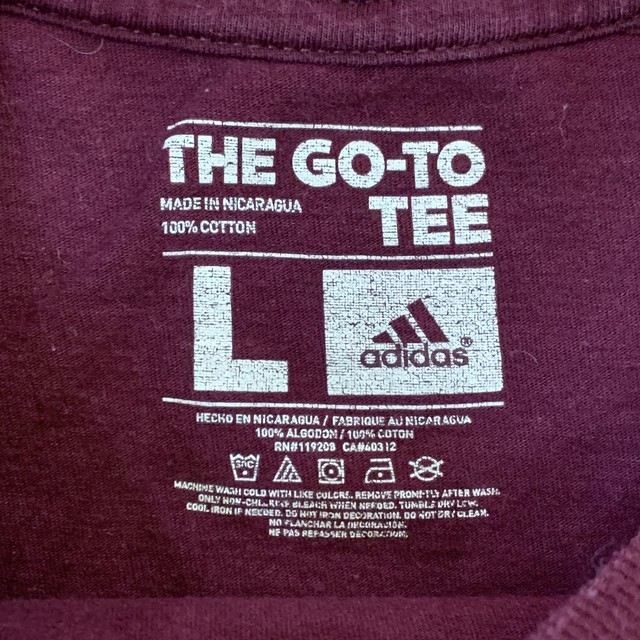 THE GO-TO
MADE IN NICARAGUA
TEE
100% COTTON
L
adidas®
HECHO EN NICARAGUA / FABRIQUE AU NICARAGUA
100% ALGODON / 100% COTON
RN#119208 CA#40312
30C
MACHINE WASH COLD WITH LIKE COLORS. REMOVE PROMPTLY AFTER WASH.
ONLY NON-CHLORINE BLEACH WHEN NEEDED. TUMBLE DRY LOW.
COOL IRON IF NEEDED. DO NOT IRON DECORATION. DO NOT DRY CLEAN.
NO PLANCHAR LA DECORACION.
NE PAS REPASSER DECORATION.